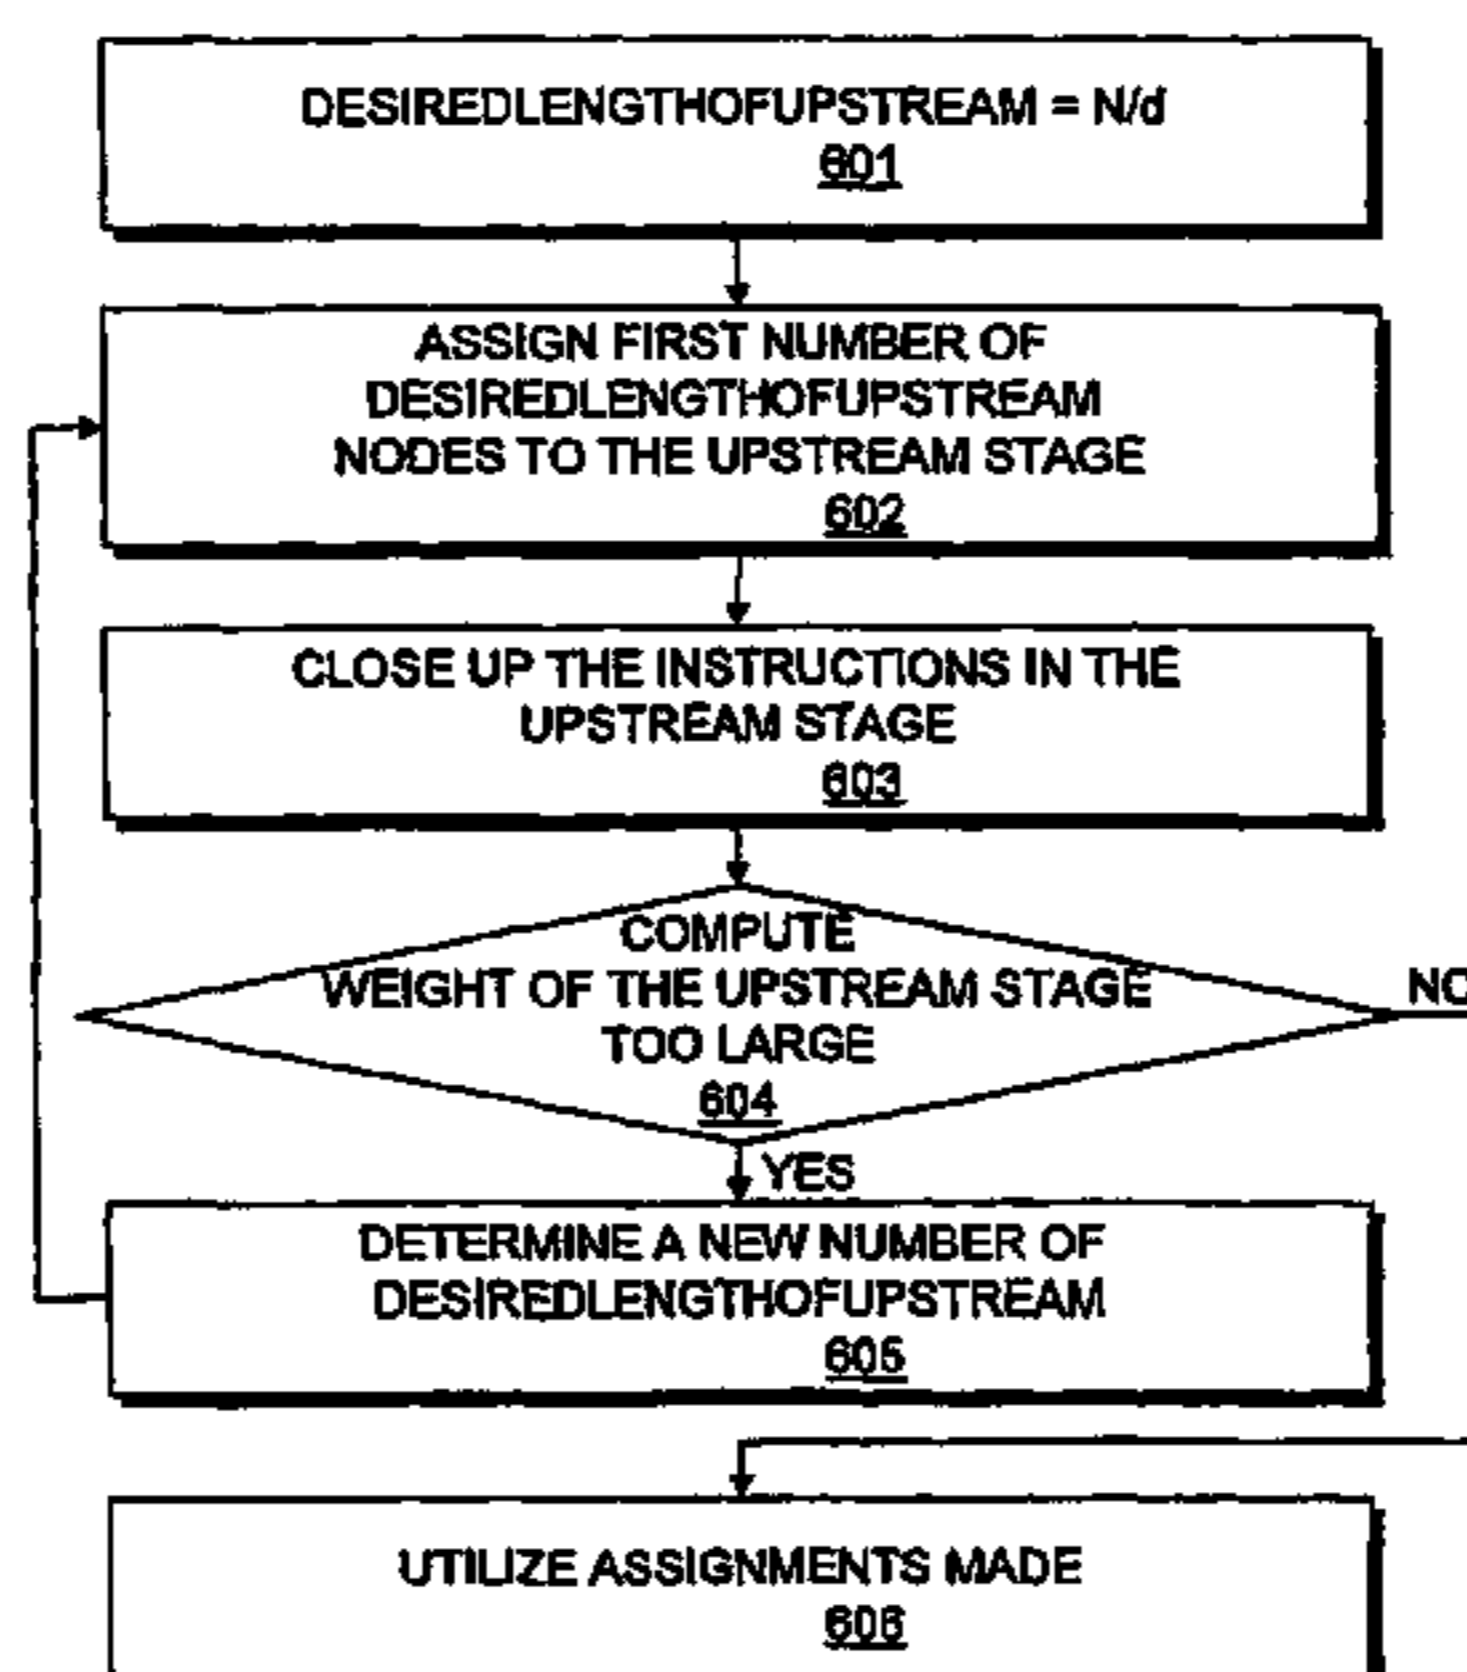 DESIREDLENGTHOFUPSTREAM = N/d
601
ASSIGN FIRST NUMBER OF
DESIREDLENGTHOFUPSTREAM
NODES TO THE UPSTREAM STAGE
602
CLOSE UP THE INSTRUCTIONS IN THE
UPSTREAM STAGE
603
COMPUTE
WEIGHT OF THE UPSTREAM STAGE
TOO LARGE
604
NO
YES
DETERMINE A NEW NUMBER OF
DESIREDLENGTHOFUPSTREAM
605
UTILIZE ASSIGNMENTS MADE
606